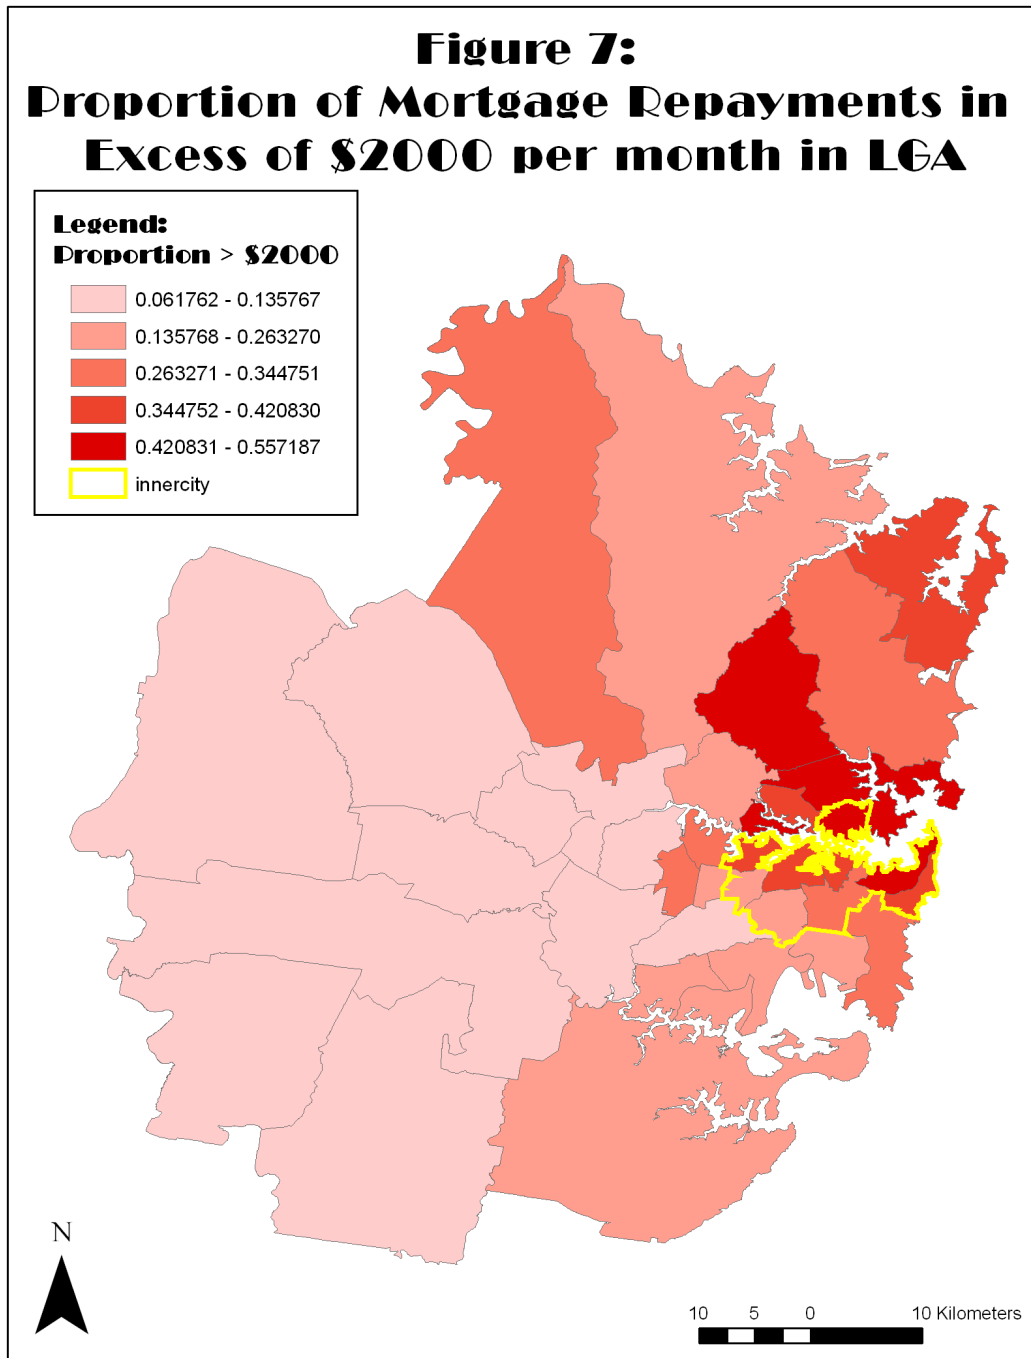 Figure 7:
Proportion of Mortgage Repayments in
Excess of $2000 per month in LGA
Legend:
Proportion > $2000
0.061762 - 0.135767
0.135768 - 0.263270
0.263271 - 0.344751
0.344752 - 0.420830
0.420831 - 0.557187
innercity
N
10 5 0 10 Kilometers